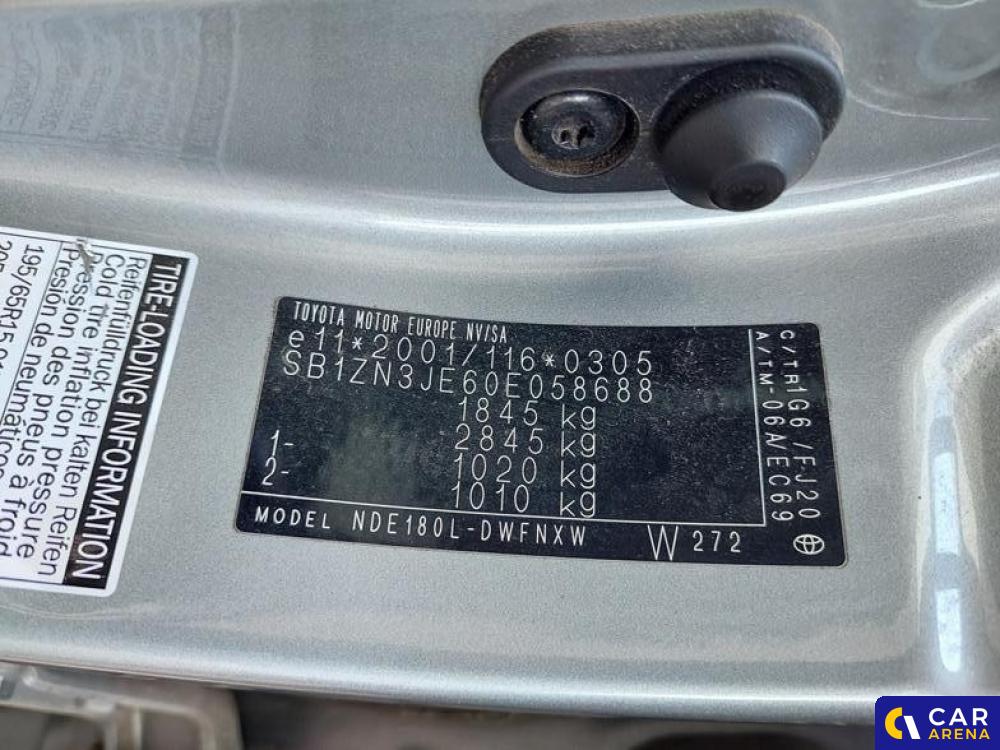 TIRE-LOADING INFORMATION
Reifenfülldruck bei kalten Reifen
Cold tire inflation pressure
Pression des pneus à froid
Presión de neumáticos
195/65R15 91
205
TOYOTA MOTOR EUROPE NV/SA
e11*2001/116*0305
SB1ZN3JE60E058688
1845 kg
2845 kg
1- 1020 kg
2- 1010 kg
C/TR 1G6 /FJ20
A/TM-06A/EC69
MODEL NDE180L-DWFNXW
W 272
CAR
ARENA